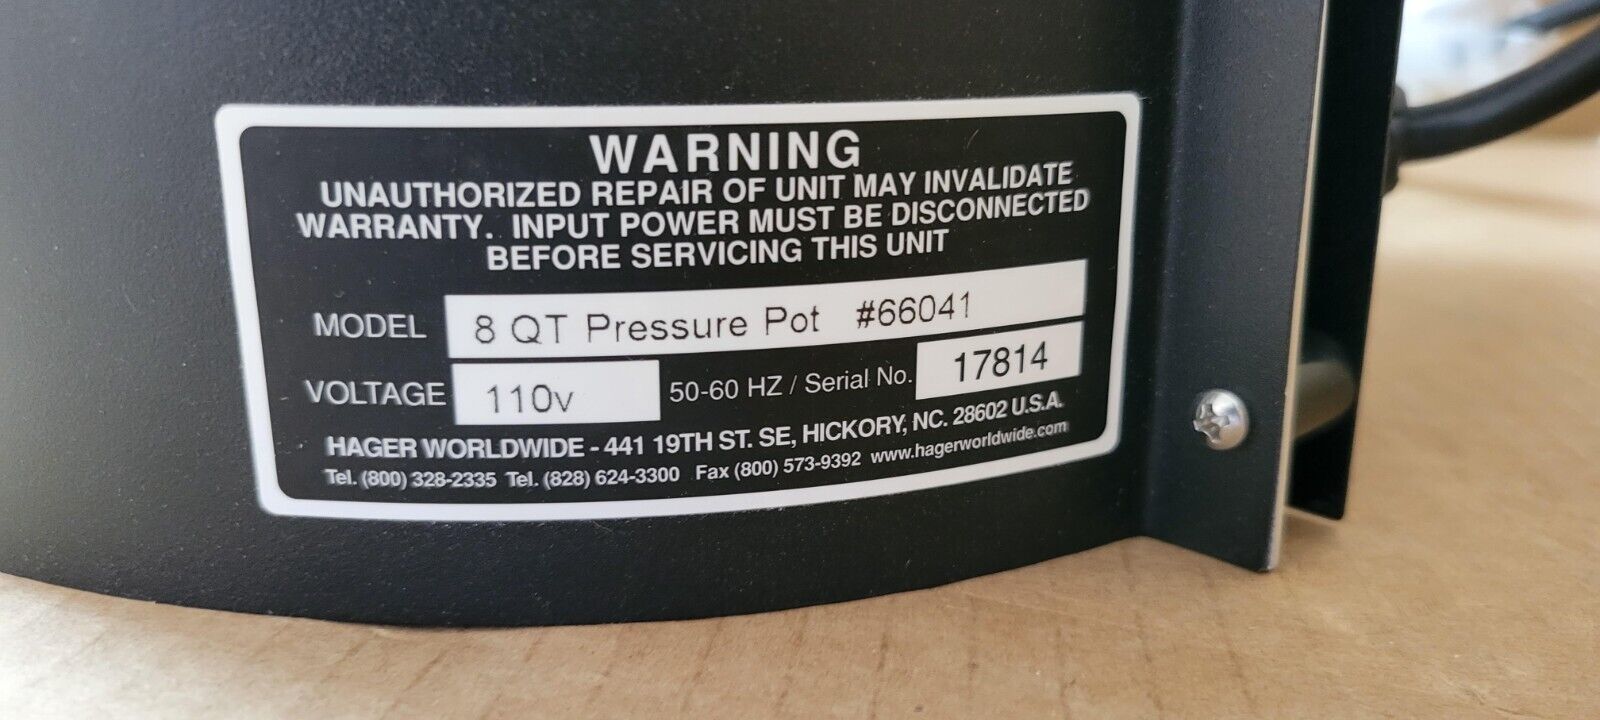 WARNING
UNAUTHORIZED REPAIR OF UNIT MAY INVALIDATE
WARRANTY. INPUT POWER MUST BE DISCONNECTED
BEFORE SERVICING THIS UNIT
MODEL 8 QT Pressure Pot #66041
VOLTAGE 110v 50-60 HZ / Serial No. 17814
HAGER WORLDWIDE - 441 19TH ST. SE, HICKORY, NC. 28602 U.S.A.
Tel. (800) 328-2335 Tel. (828) 624-3300 Fax (800) 573-9392 www.hagerworldwide.com